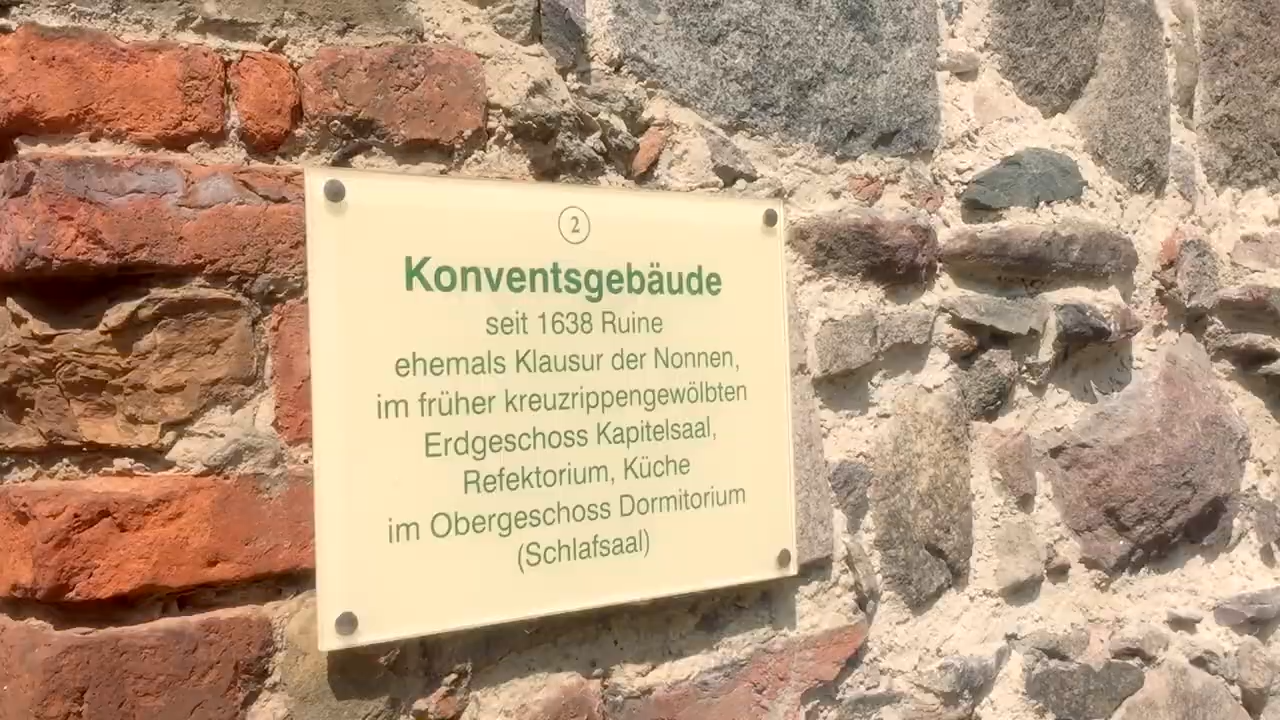 2
Konventsgebäude
seit 1638 Ruine
ehemals Klausur der Nonnen,
im früher kreuzrippengewölbten
Erdgeschoss Kapitelsaal,
Refektorium, Küche
im Obergeschoss Dormitorium
(Schlafsaal)